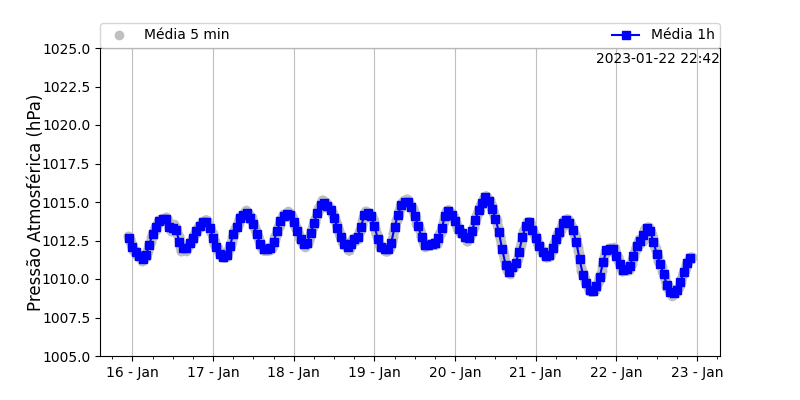 Média 5 min
Média 1h
2023-01-22 22:42
Pressão Atmosférica (hPa)
1025.0
1022.5
1020.0
1017.5
1015.0
1012.5
1010.0
1007.5
1005.0
16 - Jan
17 - Jan
18 - Jan
19 - Jan
20 - Jan
21 - Jan
22 - Jan
23 - Jan